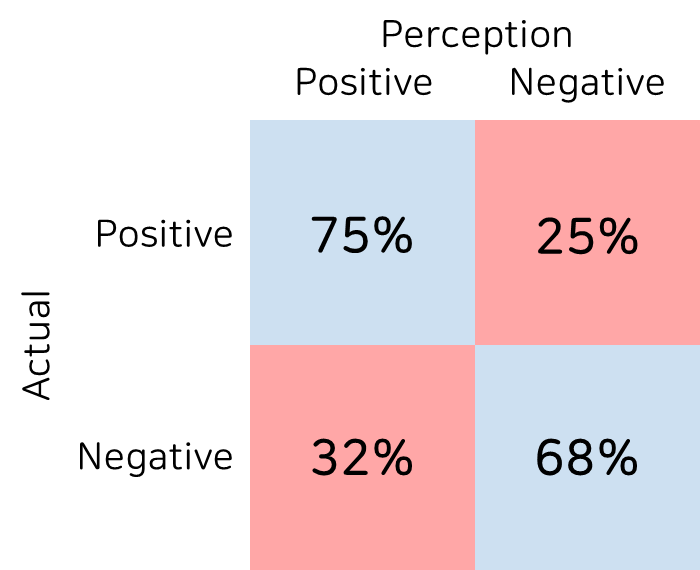 Perception
Positive Negative
Positive 75% 25%
Actual
Negative 32% 68%